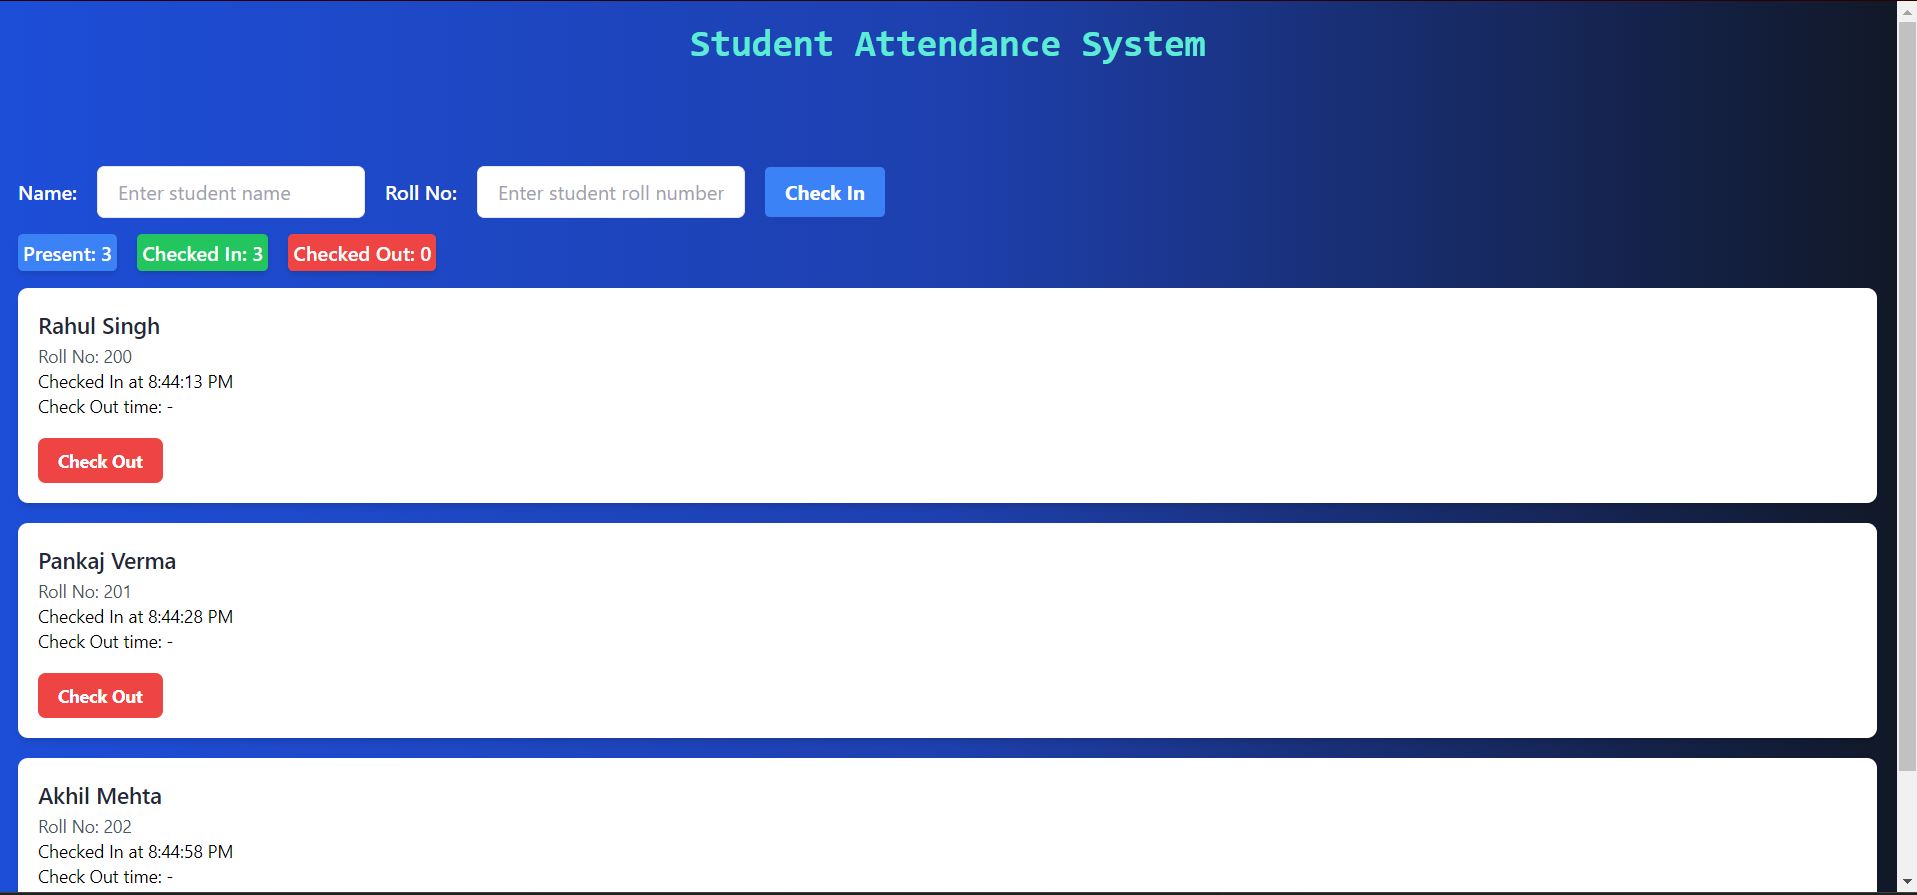 Student Attendance System
Name: Enter student name Roll No: Enter student roll number Check In
Present: 3 Checked In: 3 Checked Out: 0
Rahul Singh
Roll No: 200
Checked In at 8:44:13 PM
Check Out time: -
Check Out
Pankaj Verma
Roll No: 201
Checked In at 8:44:28 PM
Check Out time: -
Check Out
Akhil Mehta
Roll No: 202
Checked In at 8:44:58 PM
Check Out time: -